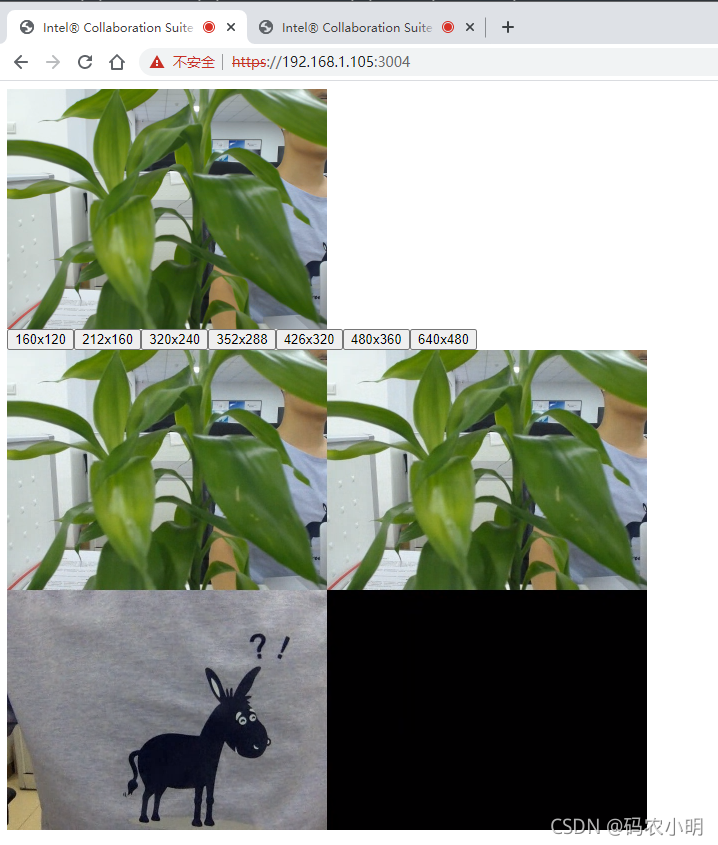 Intel® Collaboration Suite
Intel® Collaboration Suite
不安全 https://192.168.1.105:3004
160x120 212x160 320x240 352x288 426x320 480x360 640x480
?!
CSDN @码农小明